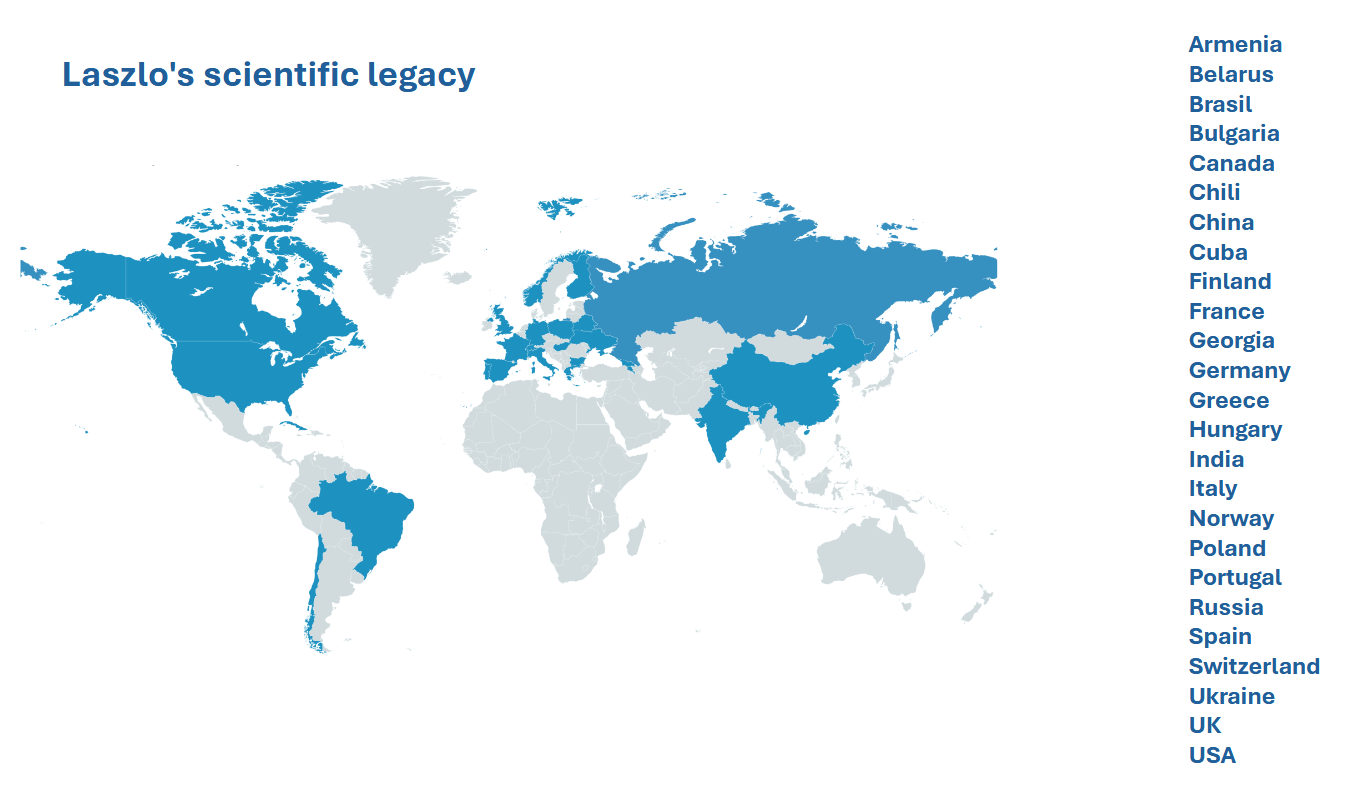 Laszlo's scientific legacy
Armenia
Belarus
Brasil
Bulgaria
Canada
Chili
China
Cuba
Finland
France
Georgia
Germany
Greece
Hungary
India
Italy
Norway
Poland
Portugal
Russia
Spain
Switzerland
Ukraine
UK
USA